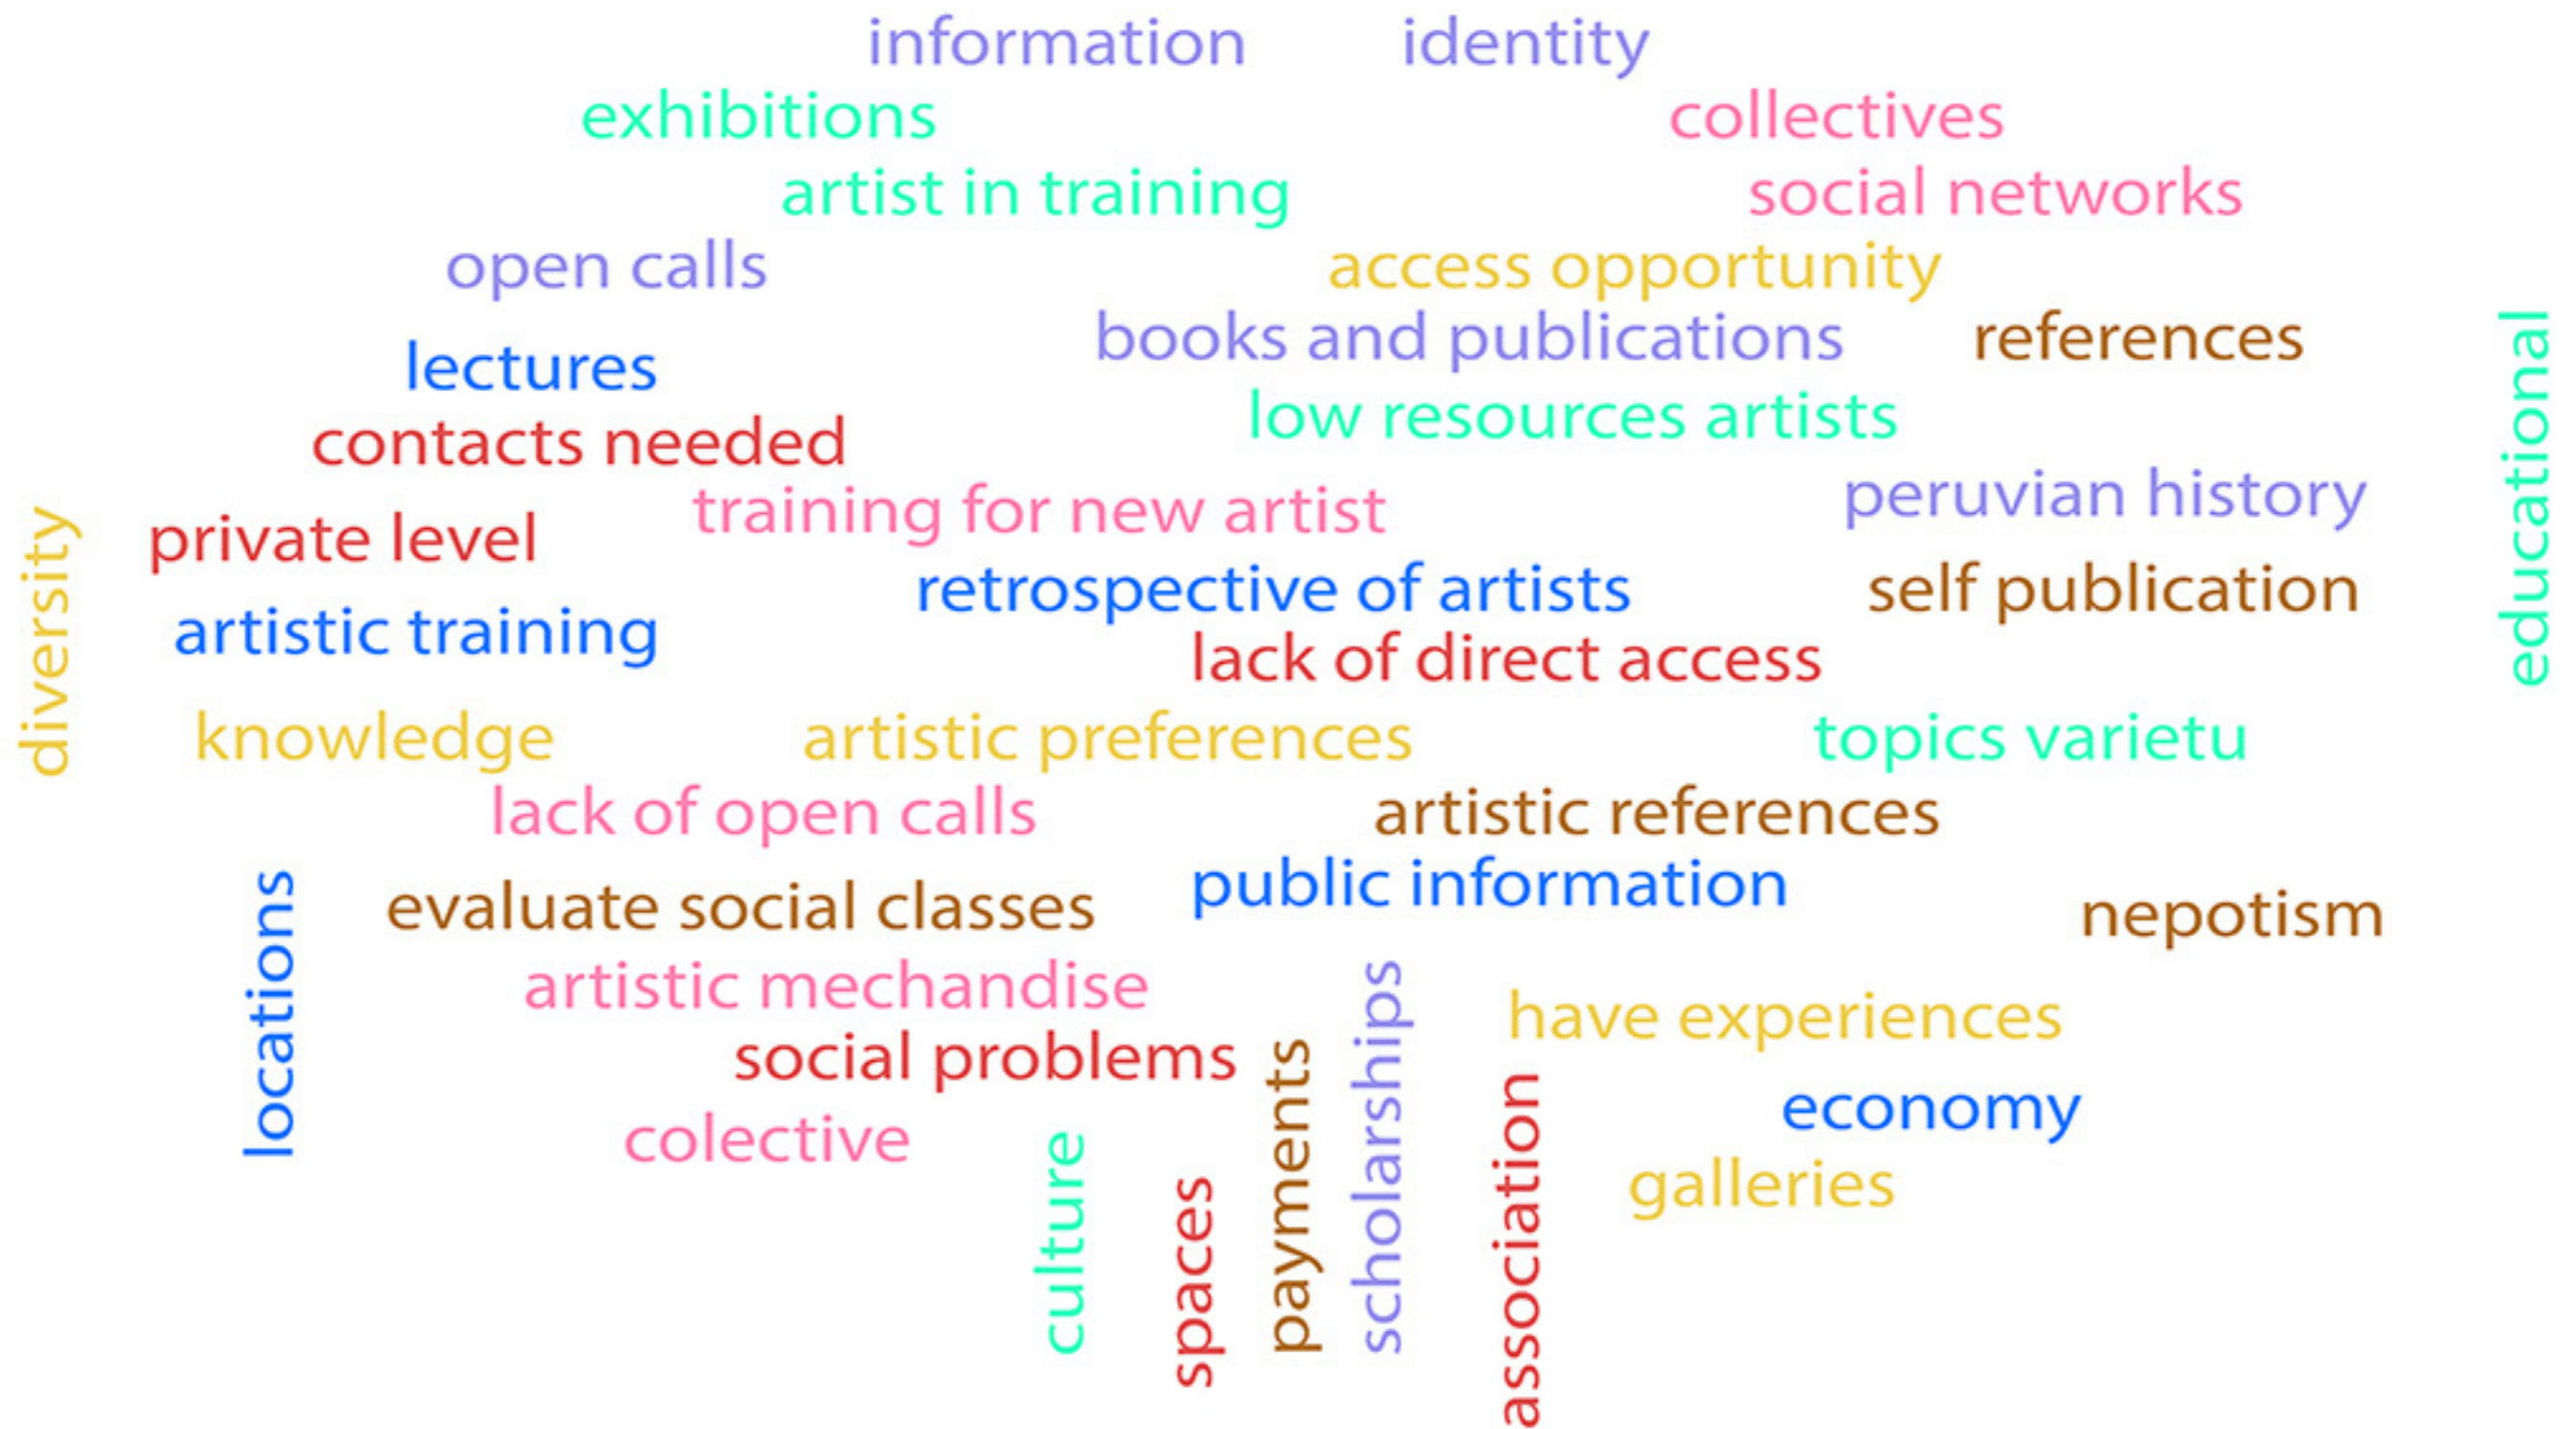 information
identity
exhibitions
collectives
artist in training
social networks
open calls
access opportunity
books and publications
references
lectures
low resources artists
educational
contacts needed
peruvian history
training for new artist
private level
diversity
retrospective of artists
self publication
artistic training
lack of direct access
knowledge
artistic preferences
topics varietu
lack of open calls
artistic references
public information
evaluate social classes
nepotism
locations
artistic mechandise
have experiences
social problems
economy
colective
galleries
culture
spaces
payments
scholarships
association